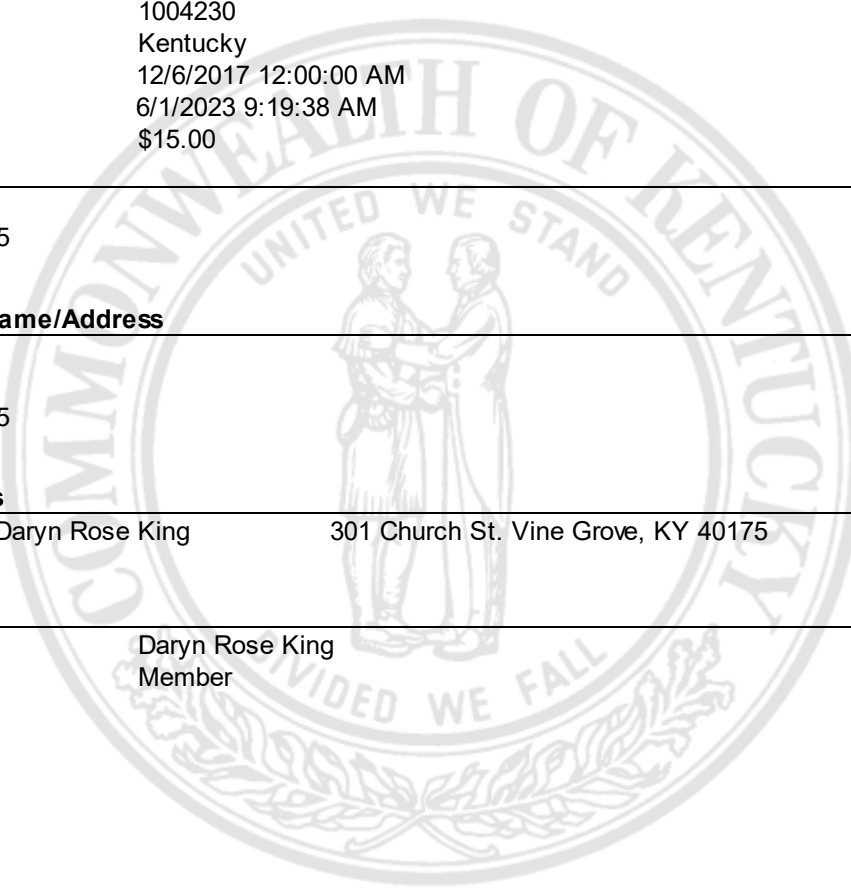 1004230
Kentucky
12/6/2017 12:00:00 AM
6/1/2023 9:19:38 AM
$15.00
5
ame/Address
5
s
Daryn Rose King 301 Church St. Vine Grove, KY 40175
Daryn Rose King
Member
COMMONWEALTH OF KENTUCKY
UNITED WE STAND
DIVIDED WE FALL